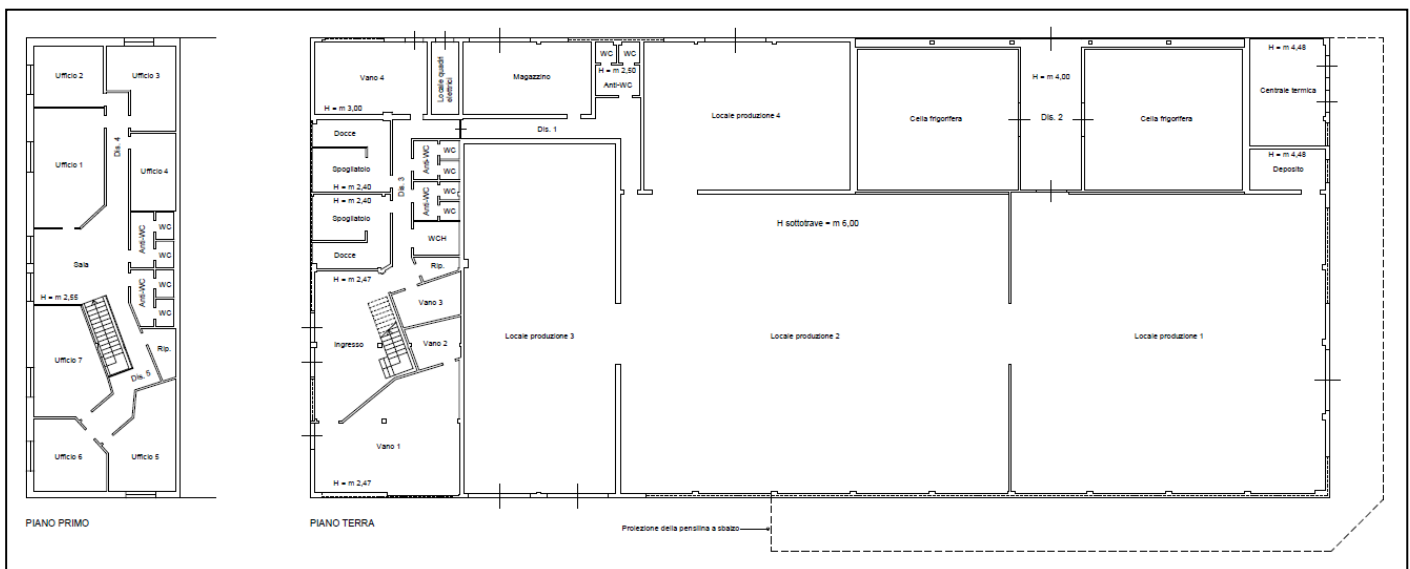 Ufficio 2
Ufficio 3
Ufficio 1
Dis. 4
Ufficio 4
Anti-WC
WC
WC
Sala
Anti-WC
WC
WC
H = m 2,55
Ufficio 7
Rip.
Dis. 5
Ufficio 6
Ufficio 5
PIANO PRIMO
Vano 4
H = m 3,00
Locale quadri
elettrici
Magazzino
WC
WC
H = m 2,50
Anti-WC
Dis. 1
Docce
Spogliatoio
H = m 2,40
H = m 2,40
Spogliatoio
Docce
Dis. 3
Anti-WC
WC
WC
Anti-WC
WC
WC
WCH
Rip.
H = m 2,47
Vano 3
Ingresso
Vano 2
Vano 1
H = m 2,47
Locale produzione 4
Cella frigorifera
H = m 4,00
Dis. 2
Cella frigorifera
H = m 4,48
Centrale termica
H = m 4,48
Deposito
H sottotrave = m 6,00
Locale produzione 3
Locale produzione 2
Locale produzione 1
PIANO TERRA
Proiezione della pensilina a sbalzo